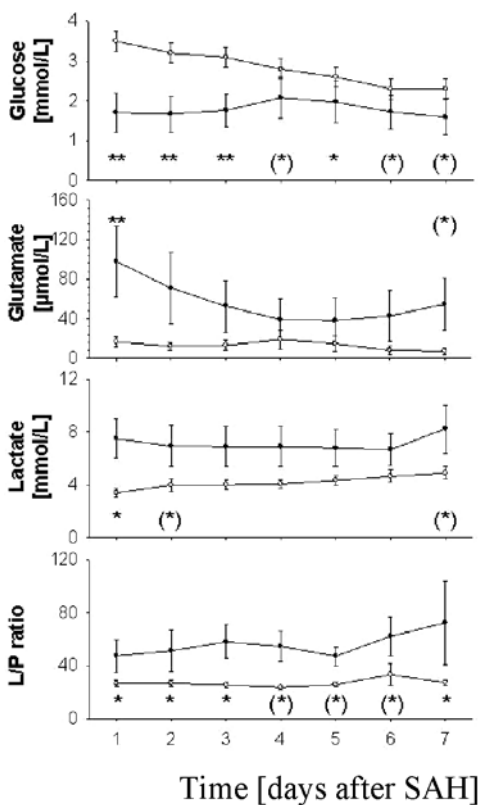 Glucose
[mmol/L]
4
3
2
1
0
** ** ** (*) * (*) (*)
Glutamate
[µmol/L]
160
120
80
40
0
** (*)
Lactate
[mmol/L]
12
8
4
0
* (*) (*)
L/P ratio
120
80
40
0
* * * (*) (*) (*) *
1 2 3 4 5 6 7
Time [days after SAH]